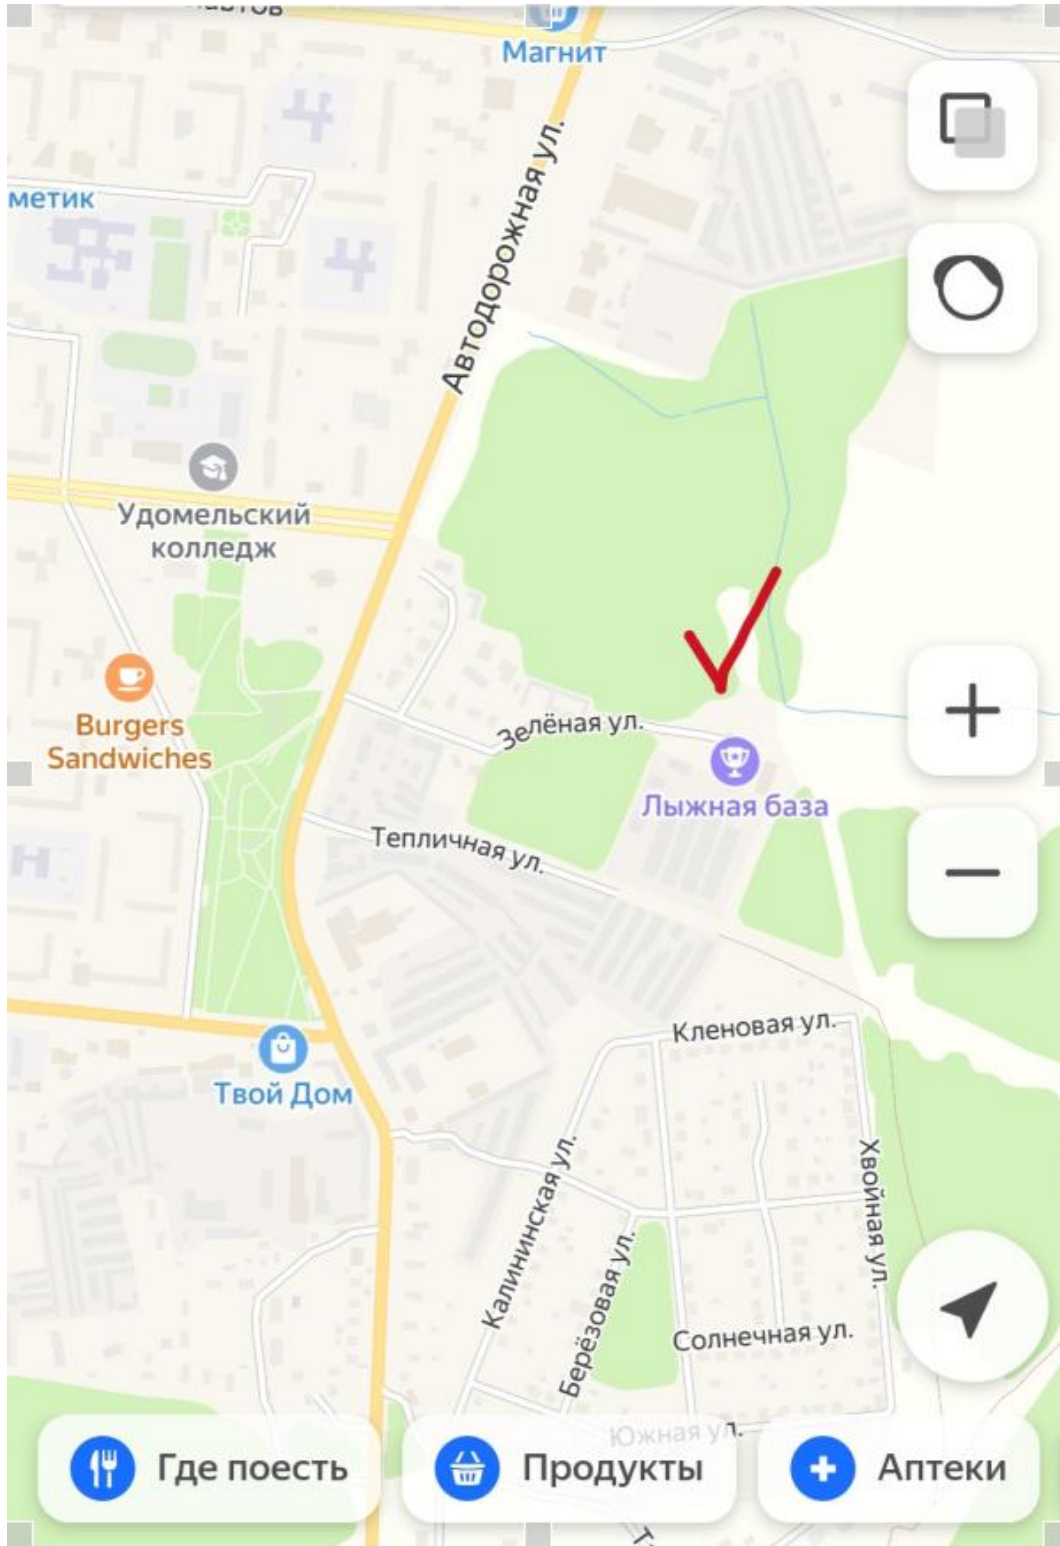 Магнит
метик
Автодорожная ул.
Удомельский
колледж
Burgers
Sandwiches
Зелёная ул.
Лыжная база
Тепличная ул.
Кленовая ул.
Твой Дом
Калининская ул.
Хвойная ул.
Берёзовая ул.
Солнечная ул.
Южная ул.
Где поесть
Продукты
Аптеки